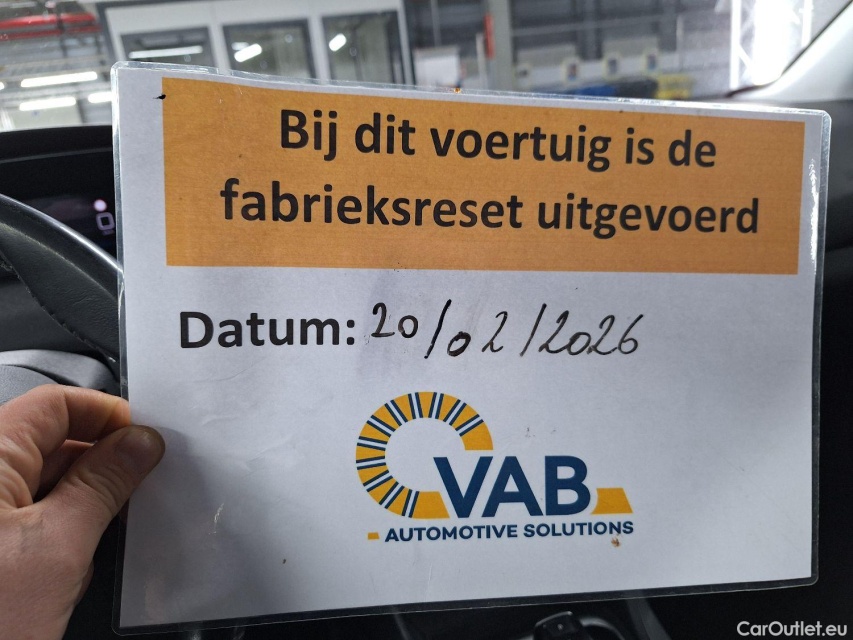 Bij dit voertuig is de
fabrieksreset uitgevoerd
Datum: 20/02/2026
VAB
AUTOMOTIVE SOLUTIONS
CarOutlet.eu